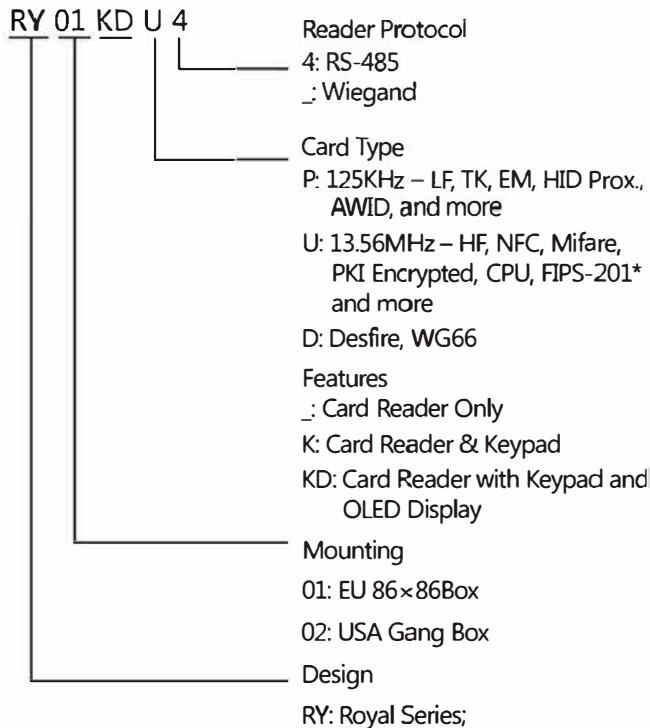 RY 01 KD U 4
Reader Protocol
4: RS-485
_: Wiegand
Card Type
P: 125KHz – LF, TK, EM, HID Prox.,
AWID, and more
U: 13.56MHz – HF, NFC, Mifare,
PKI Encrypted, CPU, FIPS-201*
and more
D: Desfire, WG66
Features
_: Card Reader Only
K: Card Reader & Keypad
KD: Card Reader with Keypad and
OLED Display
Mounting
01: EU 86×86Box
02: USA Gang Box
Design
RY: Royal Series;